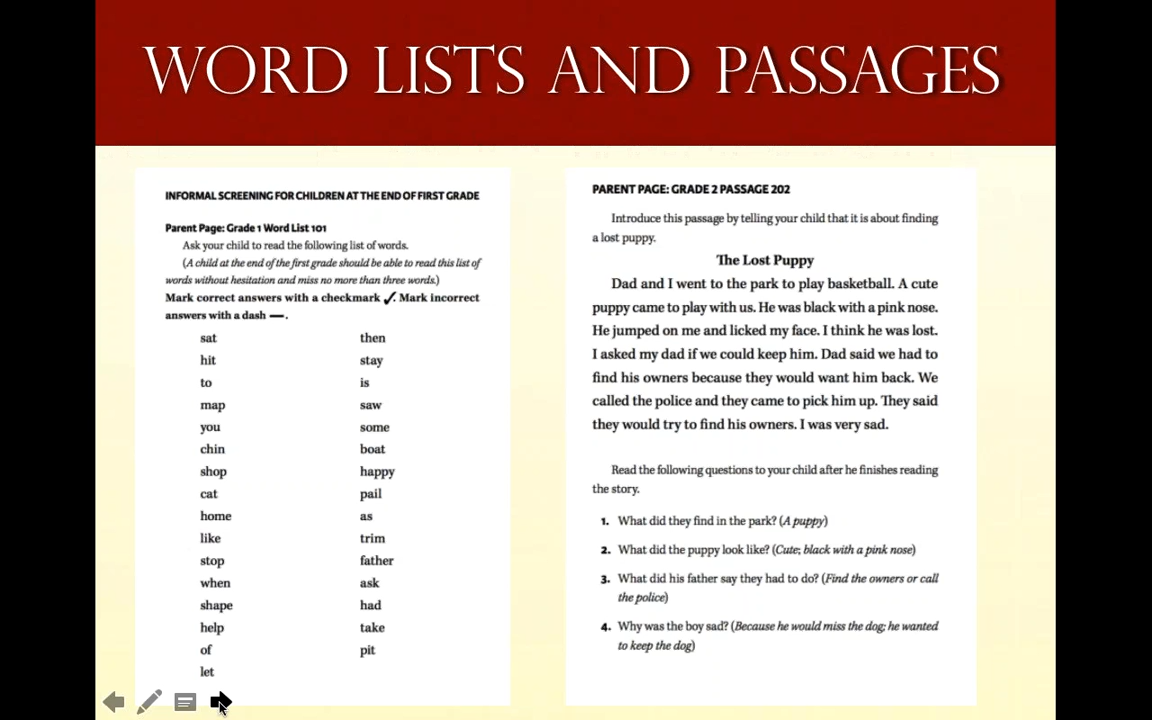 WORD LISTS AND PASSAGES
INFORMAL SCREENING FOR CHILDREN AT THE END OF FIRST GRADE
Parent Page: Grade 1 Word List 101
Ask your child to read the following list of words.
(A child at the end of the first grade should be able to read this list of
words without hesitation and miss no more than three words.)
Mark correct answers with a checkmark ✓. Mark incorrect
answers with a dash —.
sat
hit
to
map
you
chin
shop
cat
home
like
stop
when
shape
help
of
let
then
stay
is
saw
some
boat
happy
pail
as
trim
father
ask
had
take
pit
PARENT PAGE: GRADE 2 PASSAGE 202
Introduce this passage by telling your child that it is about finding
a lost puppy.
The Lost Puppy
Dad and I went to the park to play basketball. A cute
puppy came to play with us. He was black with a pink nose.
He jumped on me and licked my face. I think he was lost.
I asked my dad if we could keep him. Dad said we had to
find his owners because they would want him back. We
called the police and they came to pick him up. They said
they would try to find his owners. I was very sad.
Read the following questions to your child after he finishes reading
the story.
1. What did they find in the park? (A puppy)
2. What did the puppy look like? (Cute; black with a pink nose)
3. What did his father say they had to do? (Find the owners or call
the police)
4. Why was the boy sad? (Because he would miss the dog; he wanted
to keep the dog)